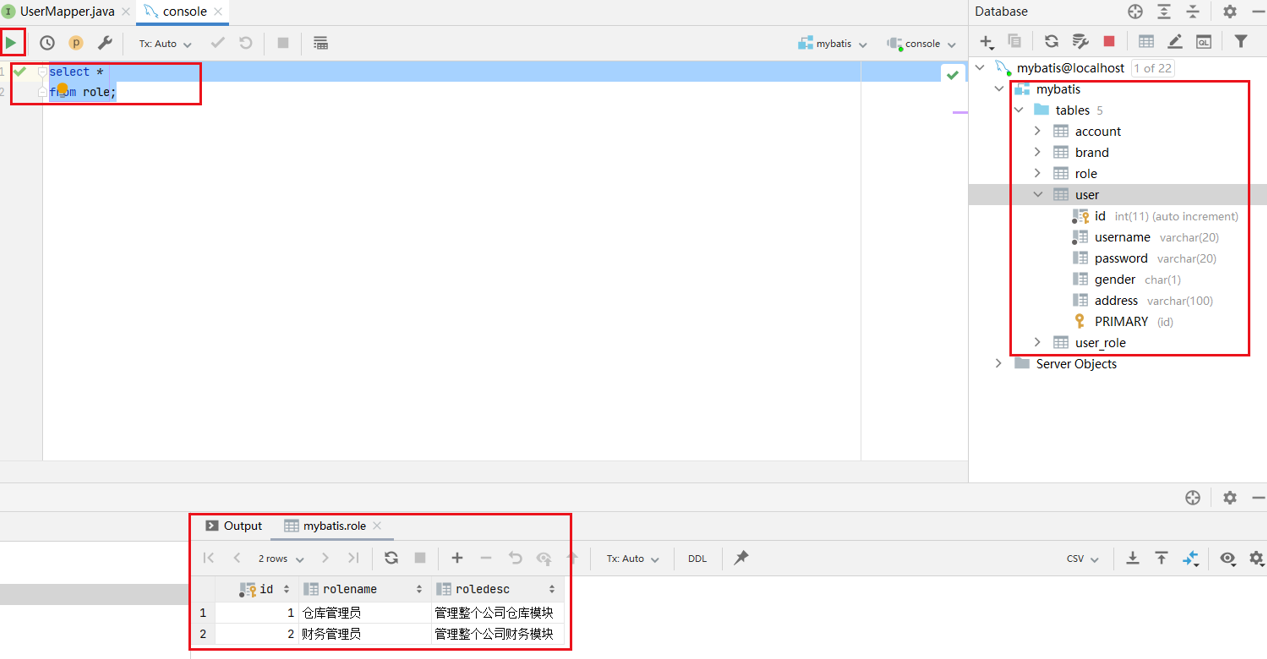 UserMapper.java
console
Database
Tx: Auto
mybatis
console
1 select *
2 from role;
mybatis@localhost 1 of 22
mybatis
tables 5
account
brand
role
user
id int(11) (auto increment)
username varchar(20)
password varchar(20)
gender char(1)
address varchar(100)
PRIMARY (id)
user_role
Server Objects
Output
mybatis.role
2 rows
Tx: Auto
DDL
CSV
id rolename roledesc
1 1 仓库管理员 管理整个公司仓库模块
2 2 财务管理员 管理整个公司财务模块